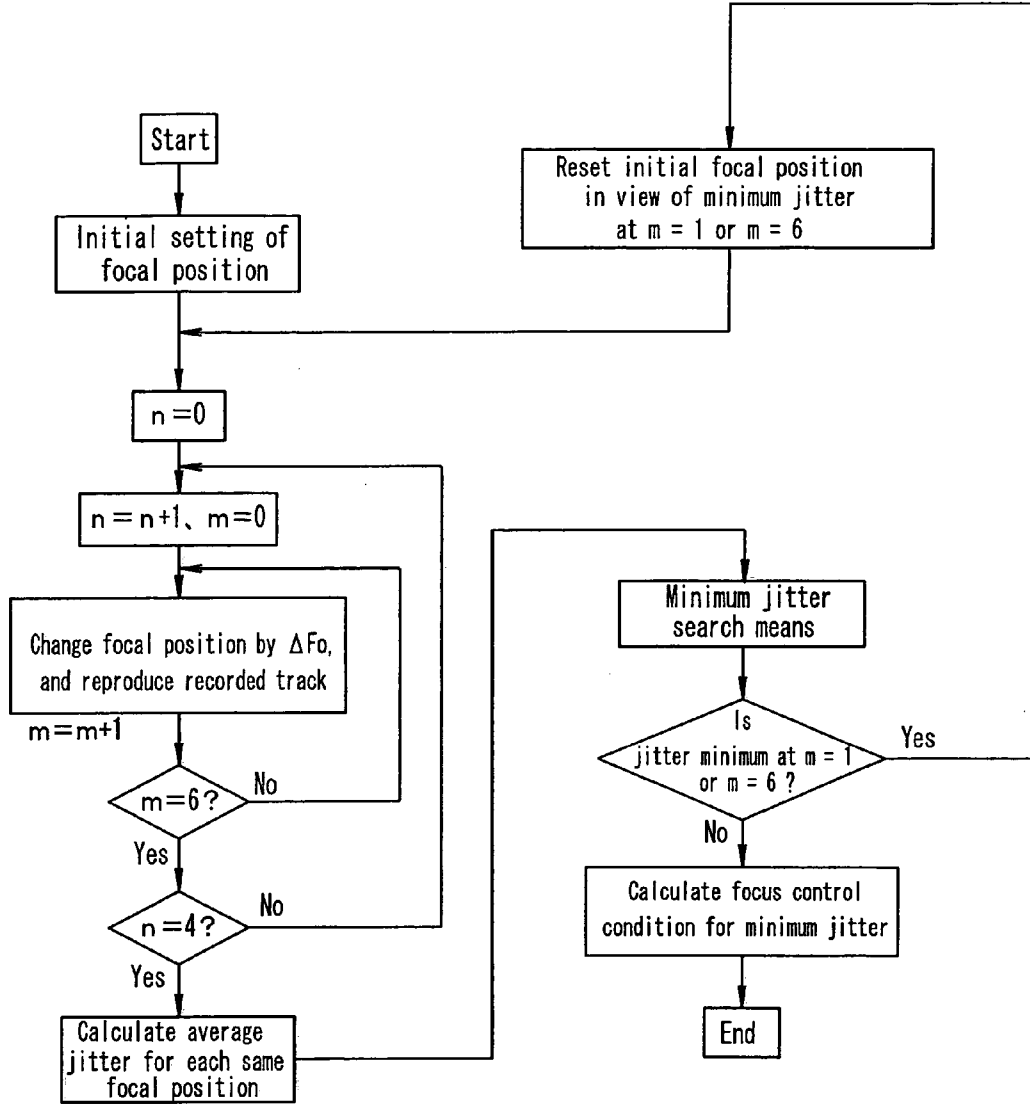 Start
Initial setting of
focal position
n=0
n=n+1、m=0
Change focal position by ΔFo,
and reproduce recorded track
m=m+1
m=6?
No
Yes
n=4?
No
Yes
Calculate average
jitter for each same
focal position
Minimum jitter
search means
Is
jitter minimum at m = 1
or m = 6 ?
Yes
No
Calculate focus control
condition for minimum jitter
End
Reset initial focal position
in view of minimum jitter
at m = 1 or m = 6